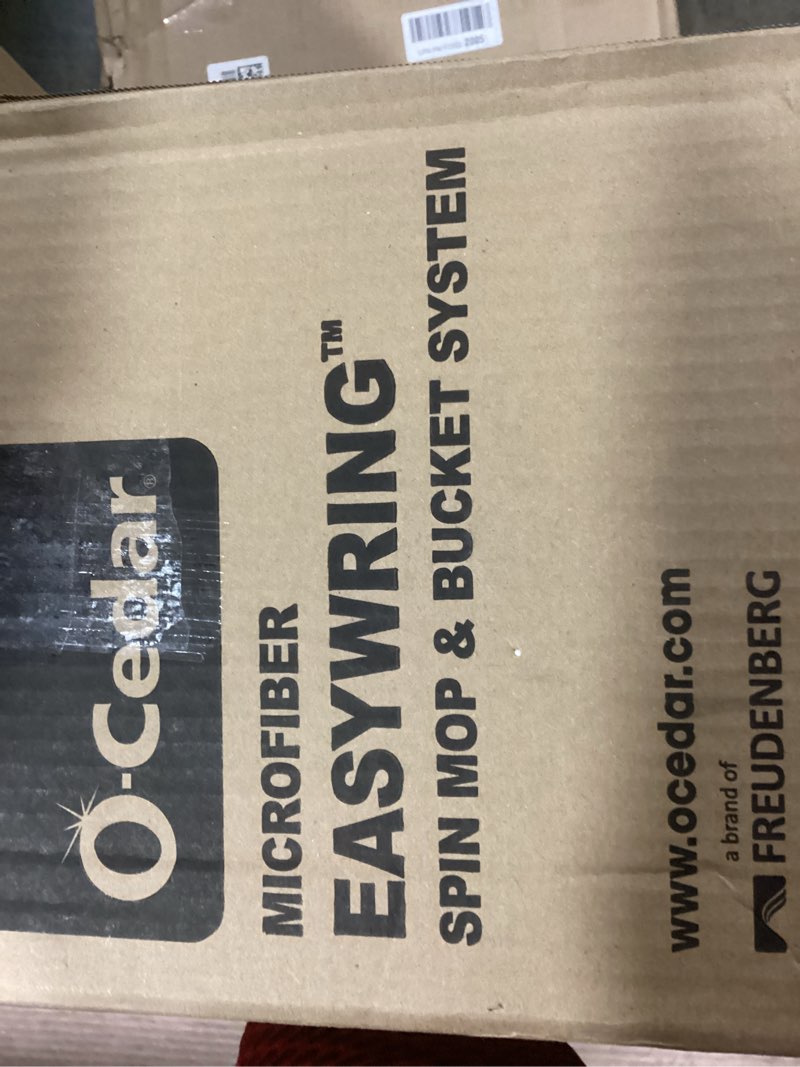 O-Cedar®
MICROFIBER
EASYWRING™
SPIN MOP & BUCKET SYSTEM
www.ocedar.com
a brand of
FREUDENBERG